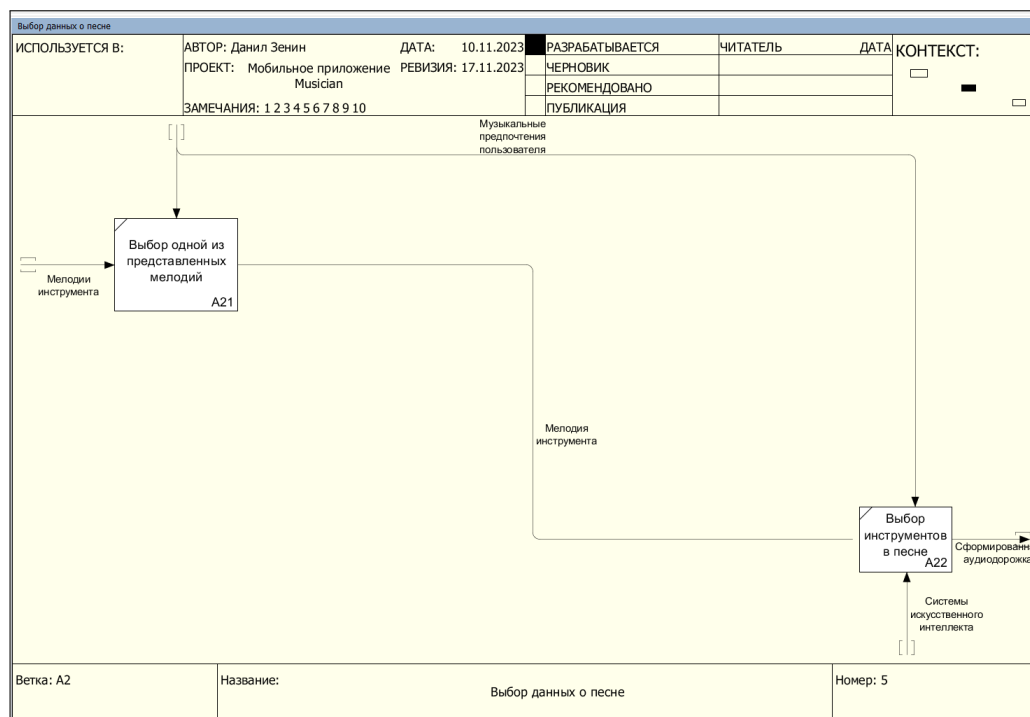 Выбор данных о песне
ИСПОЛЬЗУЕТСЯ В:
АВТОР: Данил Зенин
ДАТА: 10.11.2023
РАЗРАБАТЫВАЕТСЯ
ЧИТАТЕЛЬ
ДАТА
КОНТЕКСТ:
ПРОЕКТ: Мобильное приложение
Musician
РЕВИЗИЯ: 17.11.2023
ЧЕРНОВИК
РЕКОМЕНДОВАНО
ЗАМЕЧАНИЯ: 1 2 3 4 5 6 7 8 9 10
ПУБЛИКАЦИЯ
Музыкальные
предпочтения
пользователя
Выбор одной из
представленных
мелодий
A21
Мелодии
инструмента
Мелодия
инструмента
Выбор
инструментов
в песне
A22
Сформированн
аудиодорожка
Системы
искусственного
интеллекта
Ветка: A2
Название:
Выбор данных о песне
Номер: 5